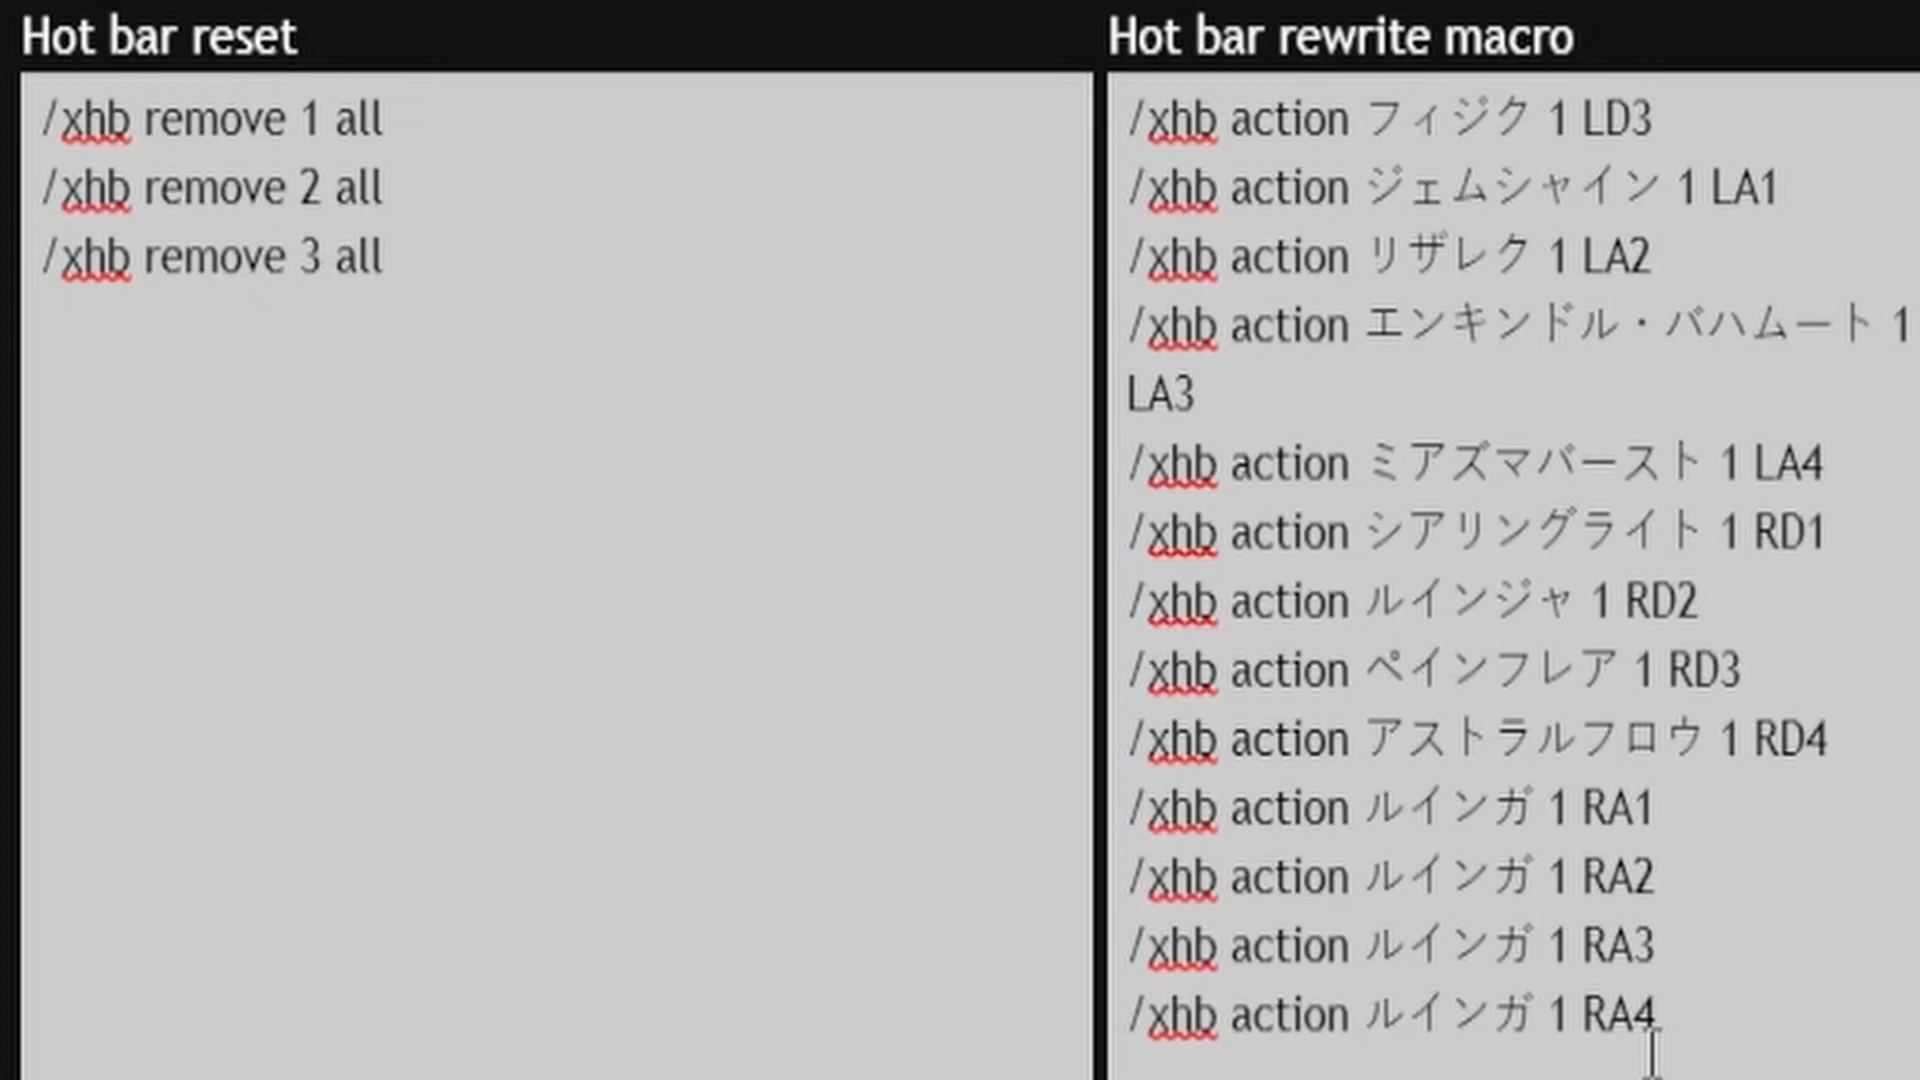 Hot bar reset
/xhb remove 1 all
/xhb remove 2 all
/xhb remove 3 all
Hot bar rewrite macro
/xhb action フィジク 1 LD3
/xhb action ジェムシャイン 1 LA1
/xhb action リザレク 1 LA2
/xhb action エンキンドル・バハムート 1
LA3
/xhb action ミアズマバースト 1 LA4
/xhb action シアリングライト 1 RD1
/xhb action ルインジャ 1 RD2
/xhb action ペインフレア 1 RD3
/xhb action アストラルフロウ 1 RD4
/xhb action ルインガ 1 RA1
/xhb action ルインガ 1 RA2
/xhb action ルインガ 1 RA3
/xhb action ルインガ 1 RA4